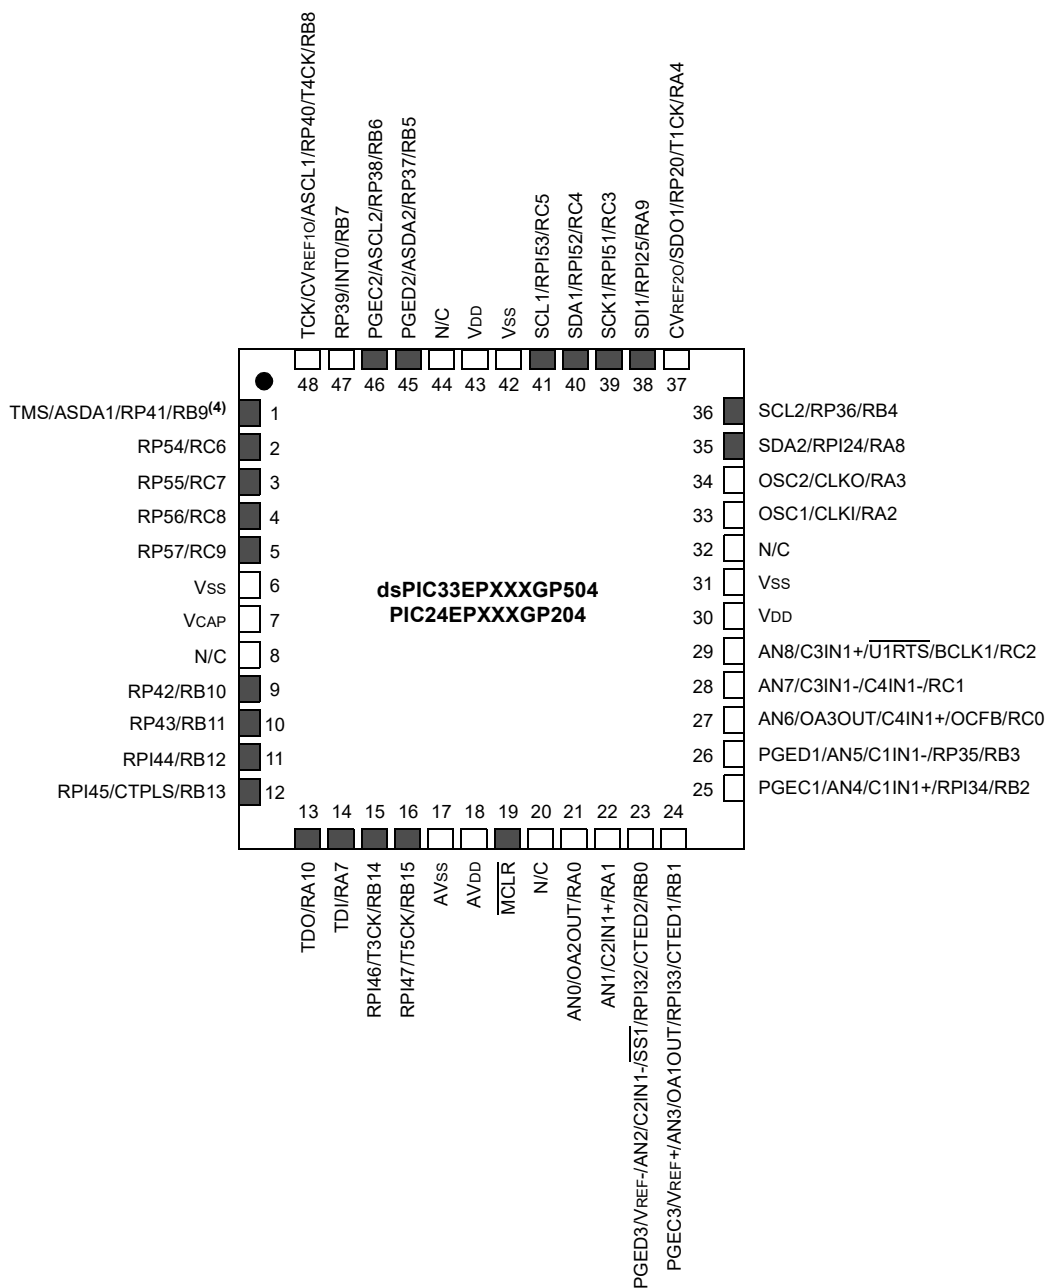 TCK/CVREF1O/ASCL1/RP40/T4CK/RB8
RP39/INT0/RB7
PGEC2/ASCL2/RP38/RB6
PGED2/ASDA2/RP37/RB5
N/C
VDD
VSS
SCL1/RPI53/RC5
SDA1/RPI52/RC4
SCK1/RPI51/RC3
SDI1/RPI25/RA9
CVREF2O/SDO1/RP20/T1CK/RA4
48 47 46 45 44 43 42 41 40 39 38 37
TMS/ASDA1/RP41/RB9(4) 1
RP54/RC6 2
RP55/RC7 3
RP56/RC8 4
RP57/RC9 5
VSS 6
VCAP 7
N/C 8
RP42/RB10 9
RP43/RB11 10
RPI44/RB12 11
RPI45/CTPLS/RB13 12
dsPIC33EPXXXGP504
PIC24EPXXXGP204
36 SCL2/RP36/RB4
35 SDA2/RPI24/RA8
34 OSC2/CLKO/RA3
33 OSC1/CLKI/RA2
32 N/C
31 VSS
30 VDD
29 AN8/C3IN1+/U1RTS/BCLK1/RC2
28 AN7/C3IN1-/C4IN1-/RC1
27 AN6/OA3OUT/C4IN1+/OCFB/RC0
26 PGED1/AN5/C1IN1-/RP35/RB3
25 PGEC1/AN4/C1IN1+/RPI34/RB2
13 14 15 16 17 18 19 20 21 22 23 24
TDO/RA10
TDI/RA7
RPI46/T3CK/RB14
RPI47/T5CK/RB15
AVSS
AVDD
MCLR
N/C
AN0/OA2OUT/RA0
AN1/C2IN1+/RA1
PGED3/VREF-/AN2/C2IN1-/SS1/RPI32/CTED2/RB0
PGEC3/VREF+/AN3/OA1OUT/RPI33/CTED1/RB1